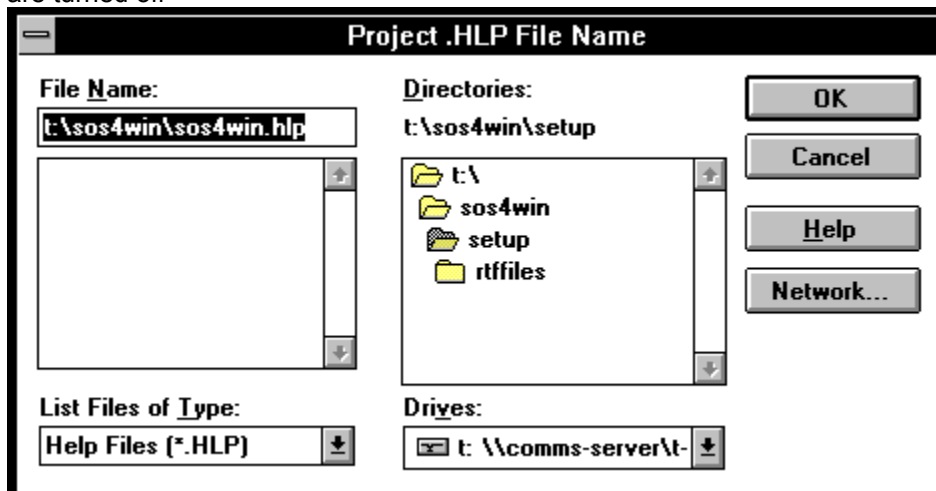 are turned off
Project .HLP File Name
File Name:
t:\sos4win\sos4win.hlp
Directories:
t:\sos4win\setup
t:\
sos4win
setup
rtffiles
OK
Cancel
Help
Network...
List Files of Type:
Help Files (*.HLP)
Drives:
t: \\comms-server\t-